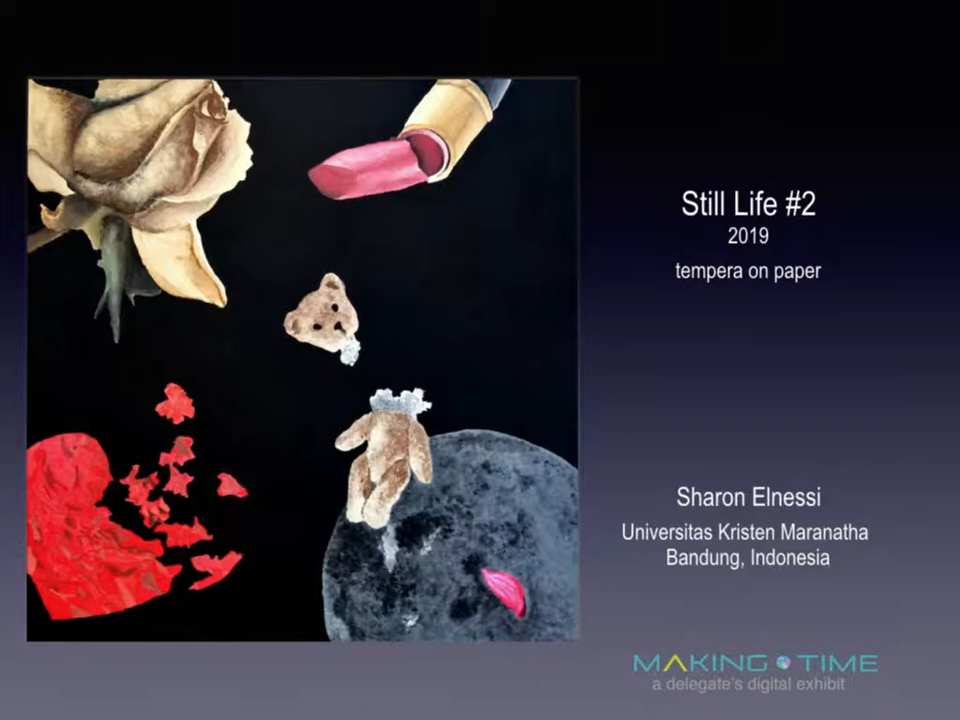 Still Life #2
2019
tempera on paper
Sharon Elnessi
Universitas Kristen Maranatha
Bandung, Indonesia
MAKING TIME
a delegate's digital exhibit